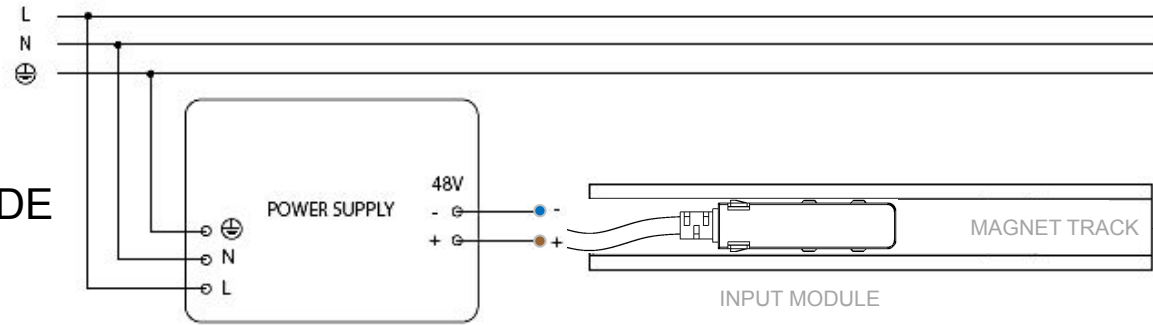 L
N
48V
DE
POWER SUPPLY
- -
MAGNET TRACK
+ +
N
L
INPUT MODULE